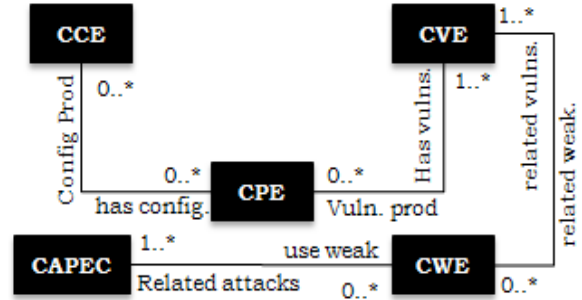 1..*
CCE
CVE
0..*
1..*
Config Prod
Has vulns.
related vulns.
related weak.
0..*
CPE
0..*
has config.
Vuln. prod
1..*
use weak
CAPEC
CWE
Related attacks
0..*
0..*